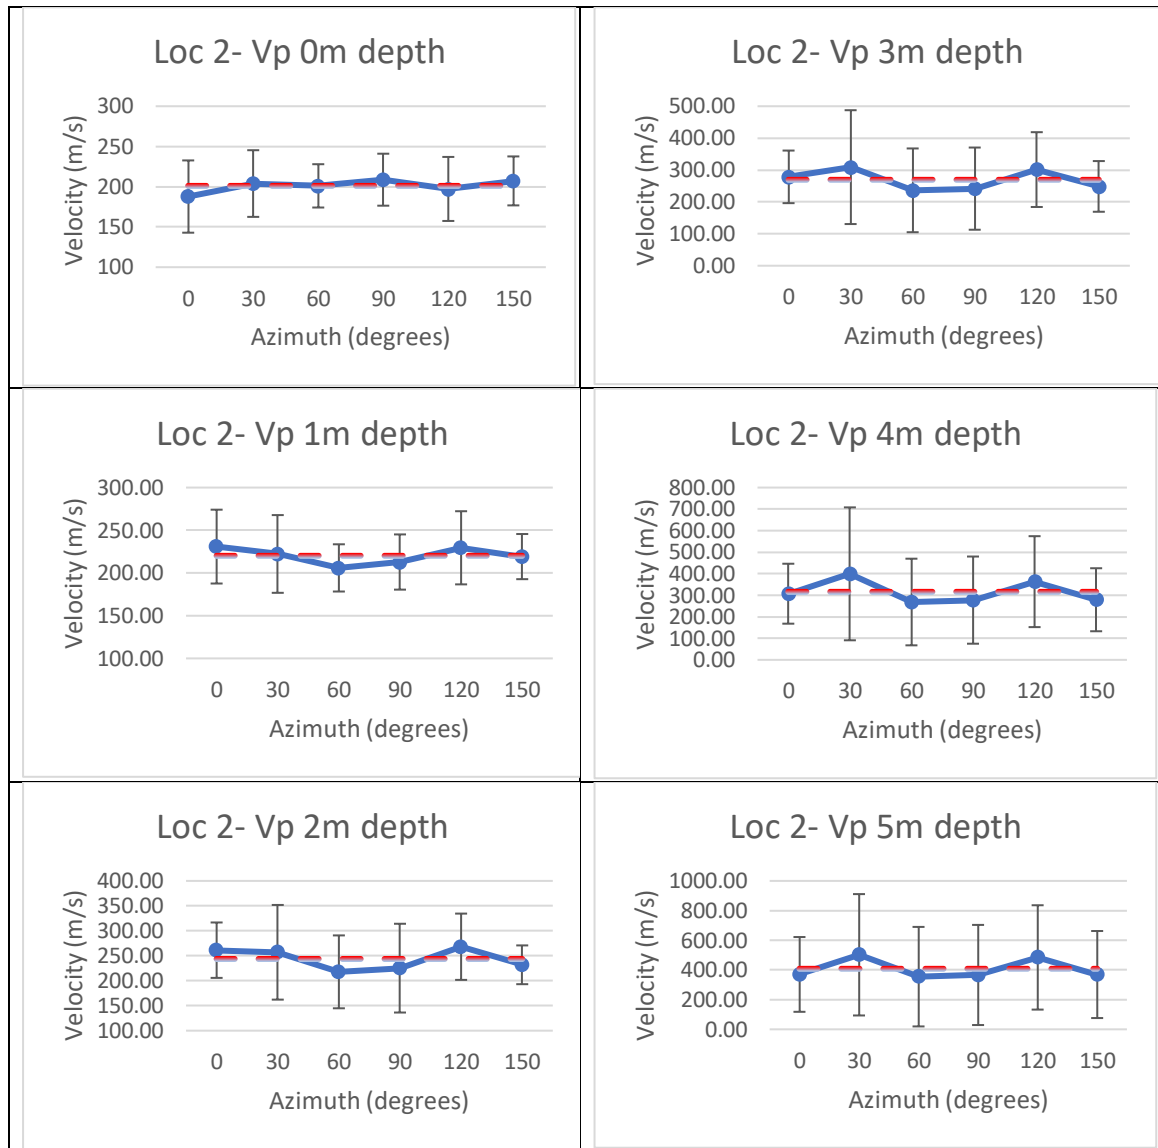 Loc 2- Vp 0m depth
Velocity (m/s)
300
250
200
150
100
0 30 60 90 120 150
Azimuth (degrees)
Loc 2- Vp 3m depth
Velocity (m/s)
500.00
400.00
300.00
200.00
100.00
0.00
0 30 60 90 120 150
Azimuth (degrees)
Loc 2- Vp 1m depth
Velocity (m/s)
300.00
250.00
200.00
150.00
100.00
0 30 60 90 120 150
Azimuth (degrees)
Loc 2- Vp 4m depth
Velocity (m/s)
800.00
700.00
600.00
500.00
400.00
300.00
200.00
100.00
0.00
0 30 60 90 120 150
Azimuth (degrees)
Loc 2- Vp 2m depth
Velocity (m/s)
400.00
350.00
300.00
250.00
200.00
150.00
100.00
0 30 60 90 120 150
Azimuth (degrees)
Loc 2- Vp 5m depth
Velocity (m/s)
1000.00
800.00
600.00
400.00
200.00
0.00
0 30 60 90 120 150
Azimuth (degrees)